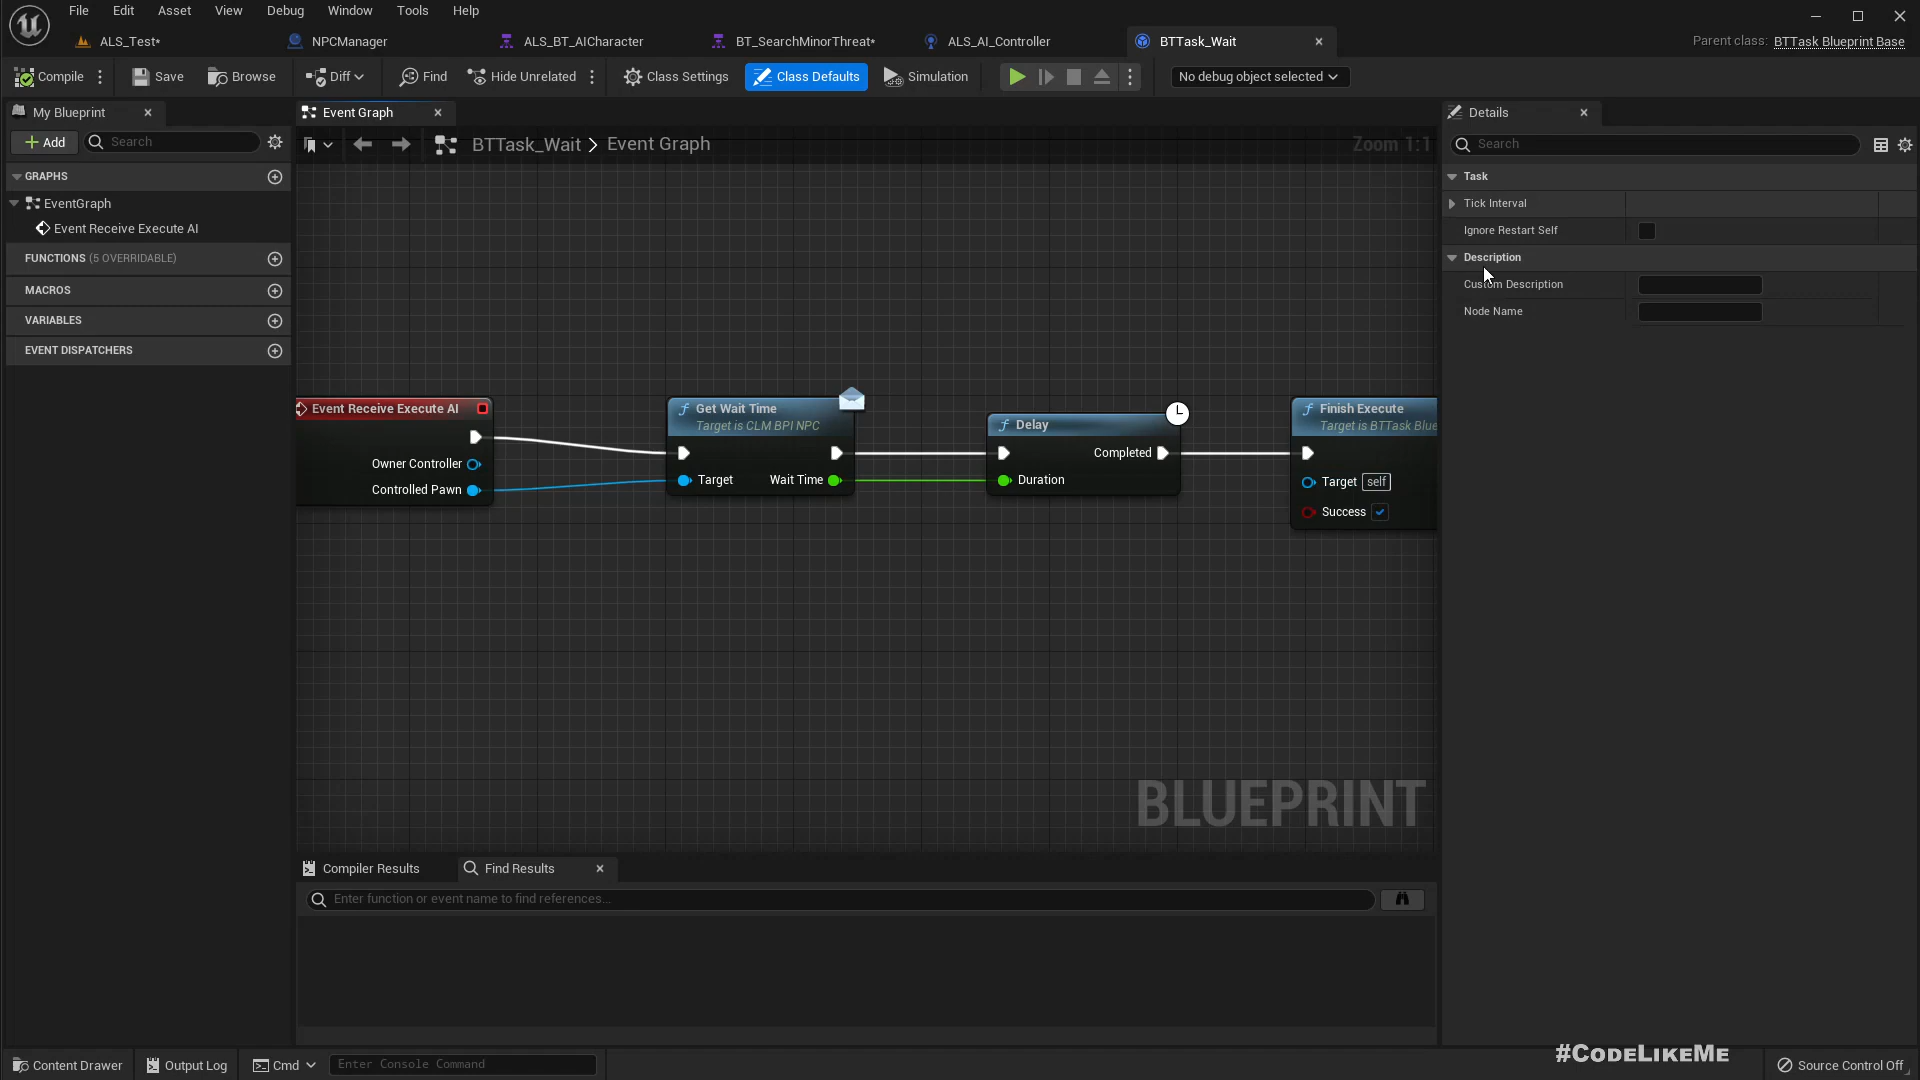 File Edit Asset View Debug Window Tools Help
ALS_Test* NPCManager ALS_BT_AICharacter BT_SearchMinorThreat* ALS_AI_Controller BTTask_Wait Parent class: BTTask Blueprint Base
Compile Save Browse Diff Find Hide Unrelated Class Settings Class Defaults Simulation No debug object selected
My Blueprint Event Graph Details
Add Search BTTask_Wait Event Graph Zoom 1:1 Search
GRAPHS Task
EventGraph Tick Interval
Event Receive Execute AI Ignore Restart Self
FUNCTIONS (5 OVERRIDABLE) Description
MACROS Custom Description
VARIABLES Node Name
EVENT DISPATCHERS
Event Receive Execute AI Get Wait Time Finish Execute
Target is CLM BPI NPC Delay Target is BTTask Blue
Completed
Owner Controller
Target Wait Time Duration Target self
Controlled Pawn
Success
BLUEPRINT
Compiler Results Find Results
Enter function or event name to find references...
#CodeLikeMe
Content Drawer Output Log Cmd Enter Console Command Source Control Off